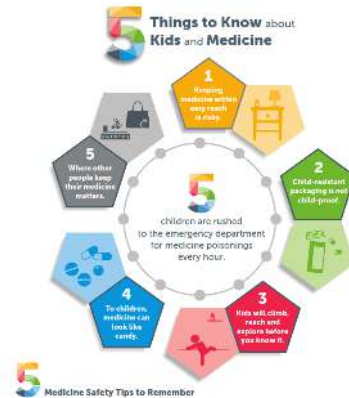 5 Things to Know about
Kids and Medicine
1
Keeping
medicine within
easy reach
is risky.
2
Child-resistant
packaging is not
child-proof.
3
Kids will climb,
reach and
explore before
you know it.
4
To children,
medicine can
look like
candy.
5
Where other
people keep
their medicine
matters.
5
children are rushed
to the emergency department
for medicine poisonings
every hour.
5 Medicine Safety Tips to Remember